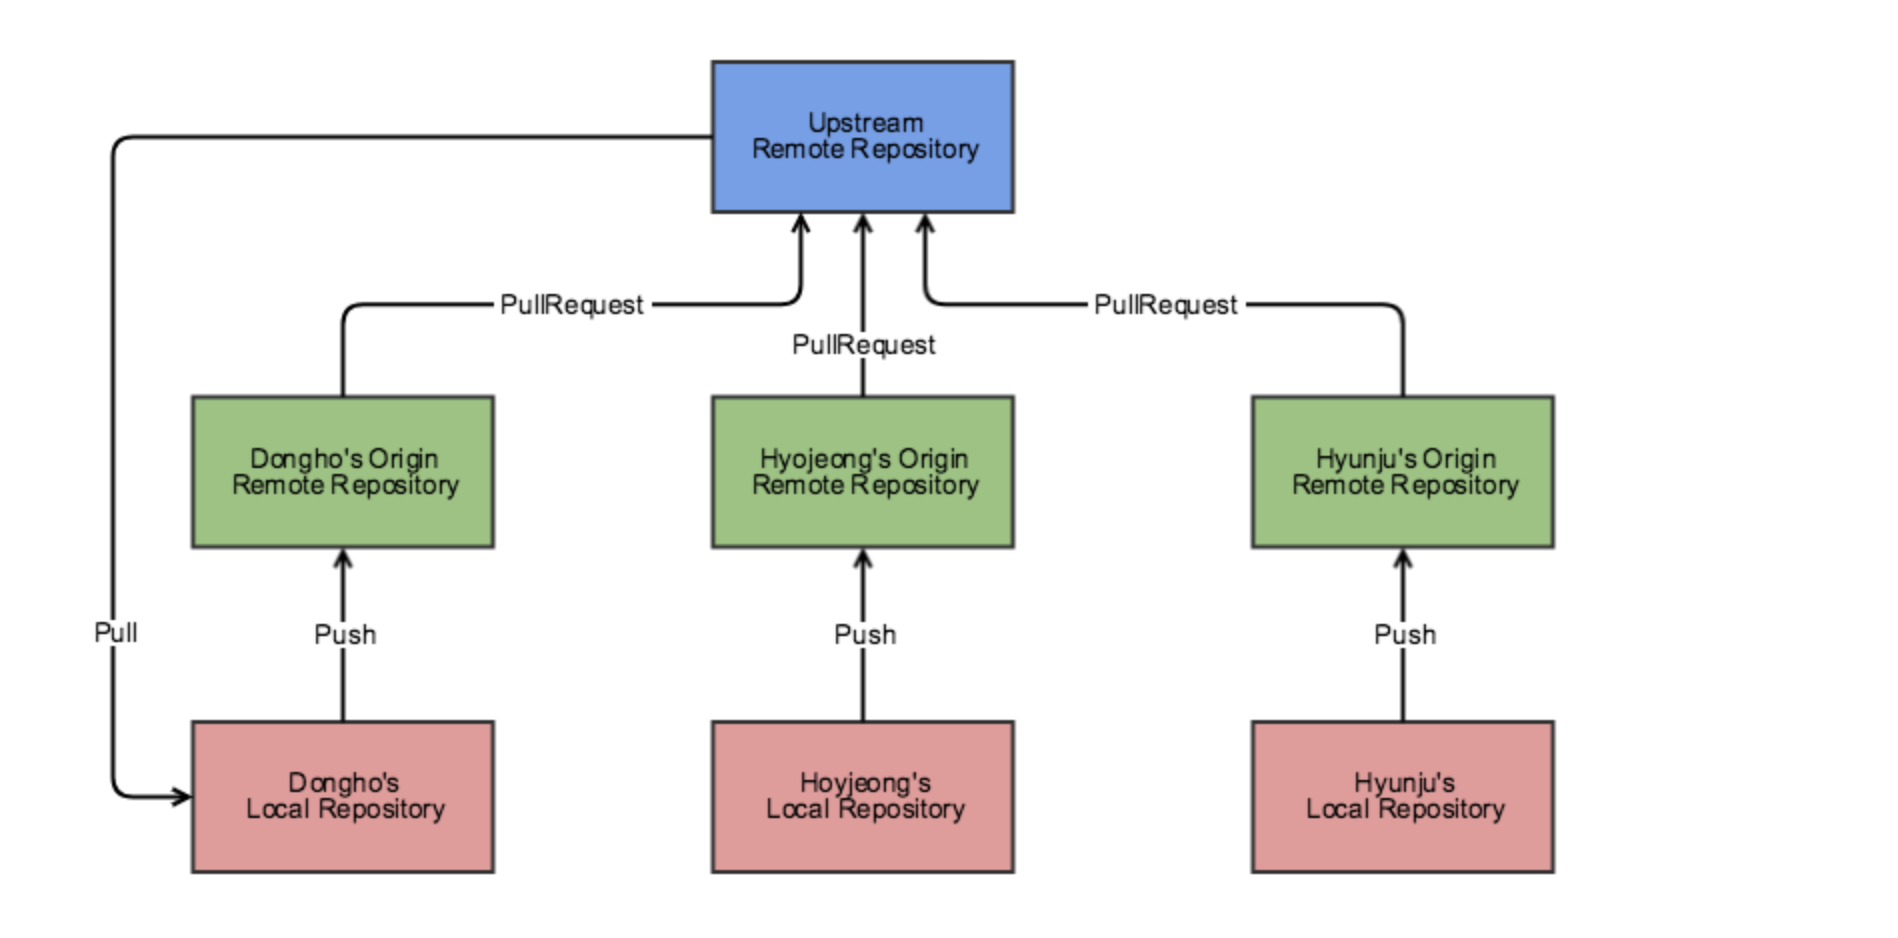 Upstream
Remote Repository
PullRequest
PullRequest
PullRequest
Dongho's Origin
Remote Repository
Hyojeong's Origin
Remote Repository
Hyunju's Origin
Remote Repository
Pull
Push
Push
Push
Dongho's
Local Repository
Hoyjeong's
Local Repository
Hyunju's
Local Repository